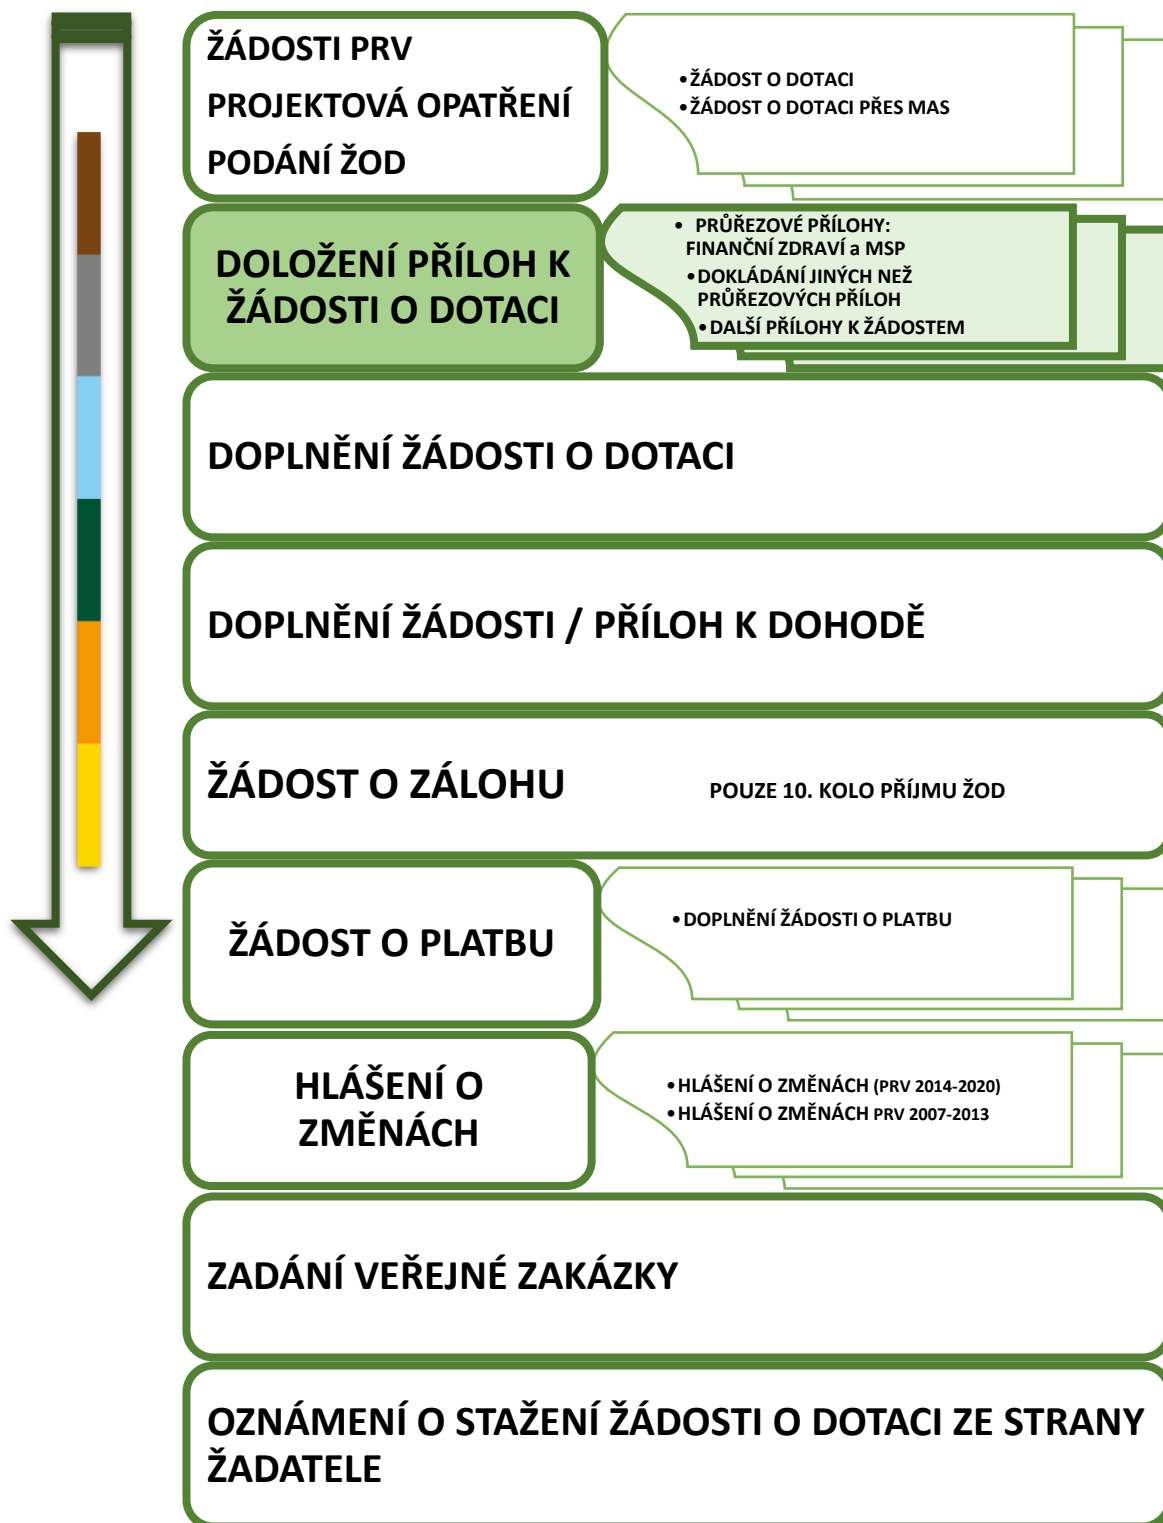 ŽÁDOSTI PRV
PROJEKTOVÁ OPATŘENÍ
PODÁNÍ ŽOD
•ŽÁDOST O DOTACI
•ŽÁDOST O DOTACI PŘES MAS
DOLOŽENÍ PŘÍLOH K
ŽÁDOSTI O DOTACI
• PRŮŘEZOVÉ PŘÍLOHY:
FINANČNÍ ZDRAVÍ a MSP
•DOKLÁDÁNÍ JINÝCH NEŽ
PRŮŘEZOVÝCH PŘÍLOH
•DALŠÍ PŘÍLOHY K ŽÁDOSTEM
DOPLNĚNÍ ŽÁDOSTI O DOTACI
DOPLNĚNÍ ŽÁDOSTI / PŘÍLOH K DOHODĚ
ŽÁDOST O ZÁLOHU POUZE 10. KOLO PŘÍJMU ŽOD
ŽÁDOST O PLATBU
•DOPLNĚNÍ ŽÁDOSTI O PLATBU
HLÁŠENÍ O
ZMĚNÁCH
•HLÁŠENÍ O ZMĚNÁCH (PRV 2014-2020)
•HLÁŠENÍ O ZMĚNÁCH PRV 2007-2013
ZADÁNÍ VEŘEJNÉ ZAKÁZKY
OZNÁMENÍ O STAŽENÍ ŽÁDOSTI O DOTACI ZE STRANY
ŽADATELE